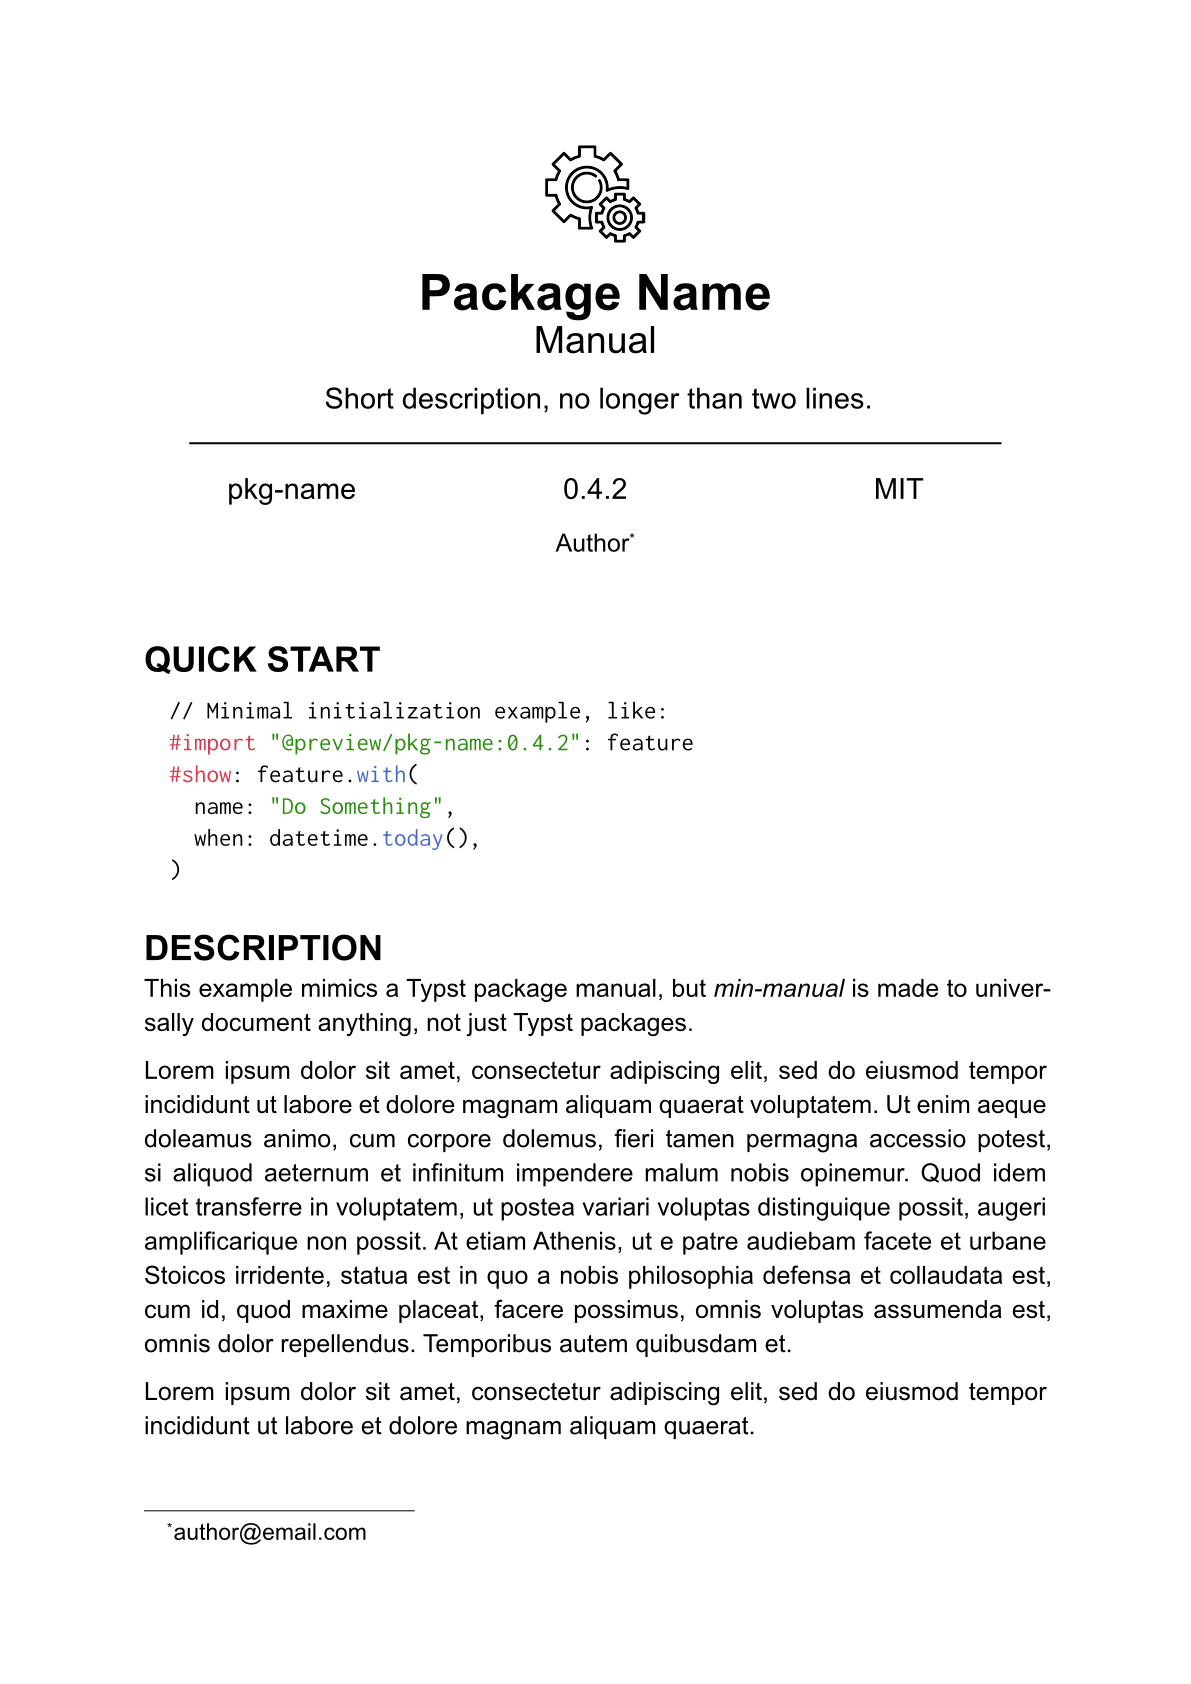 Package Name
Manual
Short description, no longer than two lines.
pkg-name 0.4.2 MIT
Author*
QUICK START
// Minimal initialization example, like:
#import "@preview/pkg-name:0.4.2": feature
#show: feature.with(
  name: "Do Something",
  when: datetime.today(),
)
DESCRIPTION
This example mimics a Typst package manual, but min-manual is made to univer-
sally document anything, not just Typst packages.
Lorem ipsum dolor sit amet, consectetur adipiscing elit, sed do eiusmod tempor
incididunt ut labore et dolore magnam aliquam quaerat voluptatem. Ut enim aeque
doleamus animo, cum corpore dolemus, fieri tamen permagna accessio potest,
si aliquod aeternum et infinitum impendere malum nobis opinemur. Quod idem
licet transferre in voluptatem, ut postea variari voluptas distinguique possit, augeri
amplificarique non possit. At etiam Athenis, ut e patre audiebam facete et urbane
Stoicos irridente, statua est in quo a nobis philosophia defensa et collaudata est,
cum id, quod maxime placeat, facere possimus, omnis voluptas assumenda est,
omnis dolor repellendus. Temporibus autem quibusdam et.
Lorem ipsum dolor sit amet, consectetur adipiscing elit, sed do eiusmod tempor
incididunt ut labore et dolore magnam aliquam quaerat.
*author@email.com